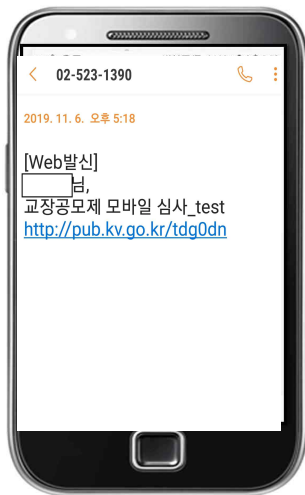 02-523-1390
2019. 11. 6. 오후 5:18
[Web발신]
님,
교장공모제 모바일 심사_test
http://pub.kv.go.kr/tdg0dn